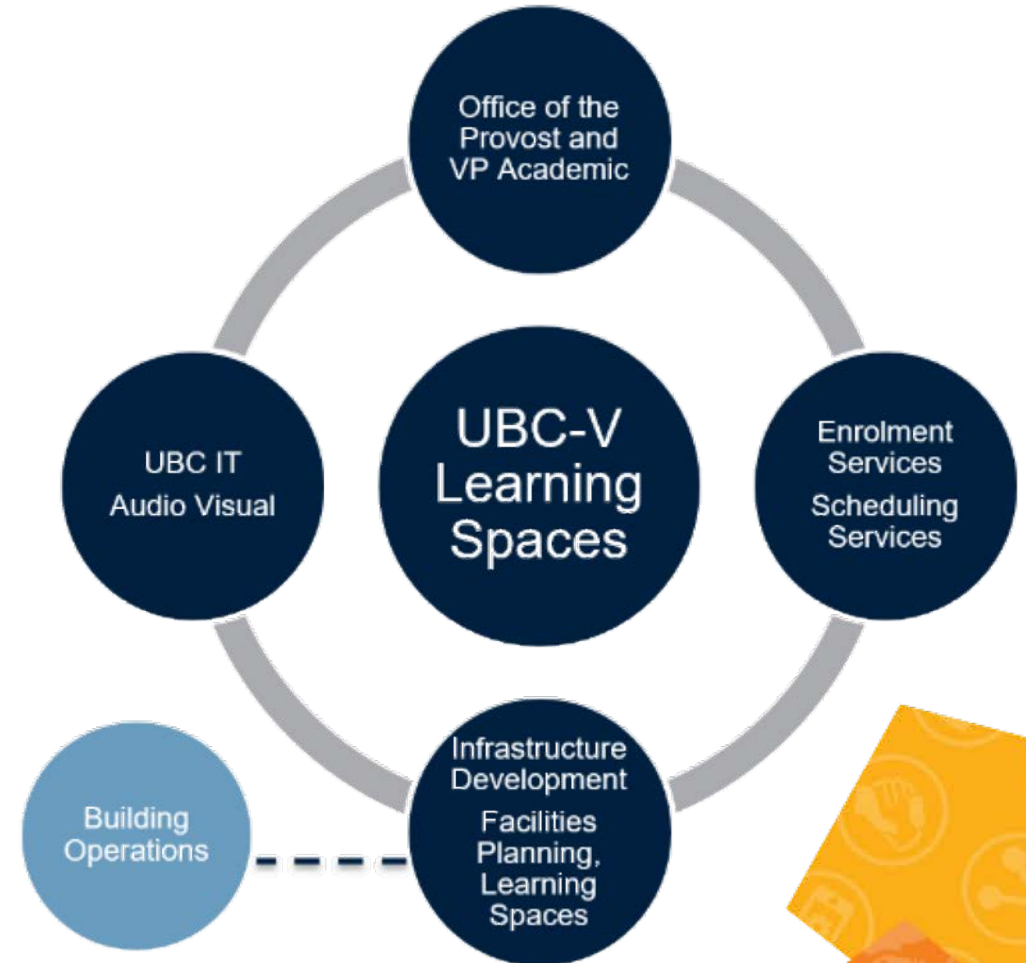 Office of the
Provost and
VP Academic
UBC IT
Audio Visual
UBC-V
Learning
Spaces
Enrolment
Services
Scheduling
Services
Building
Operations
Infrastructure
Development
Facilities
Planning,
Learning
Spaces